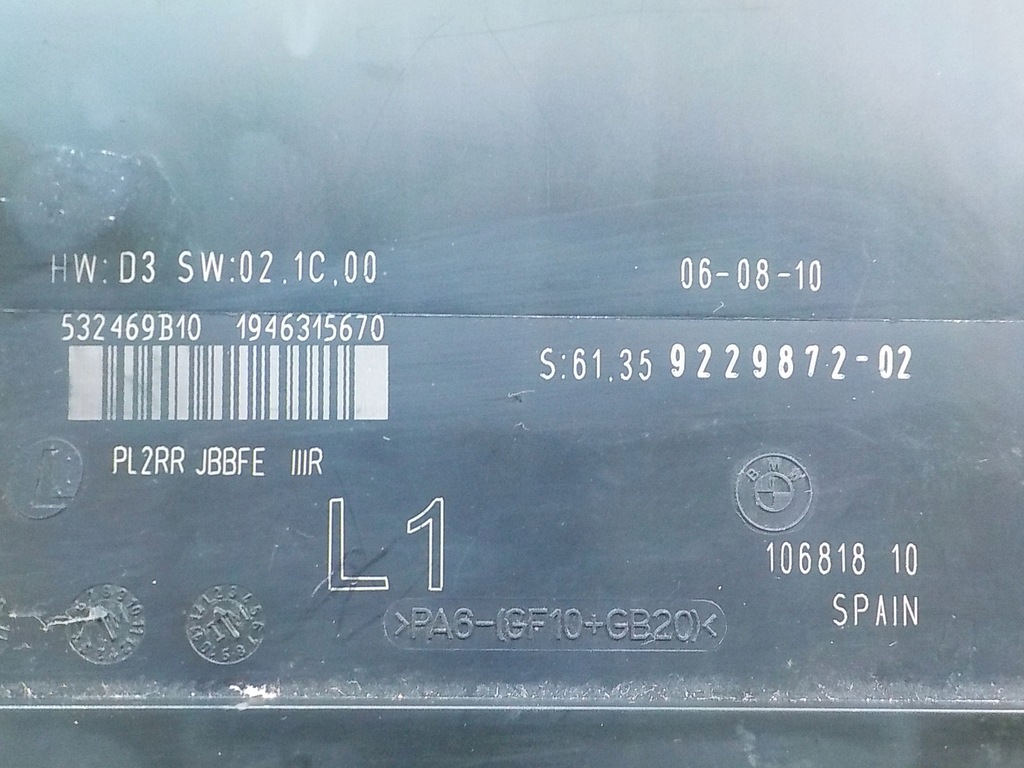 HW: D3 SW:02.1C.00
06-08-10
532469B10 1946315670
S:61.35 9229872-02
PL2RR JBBFE IIIR
BMW
L1
106818 10
>PA6-(GF10+GB20)<
SPAIN